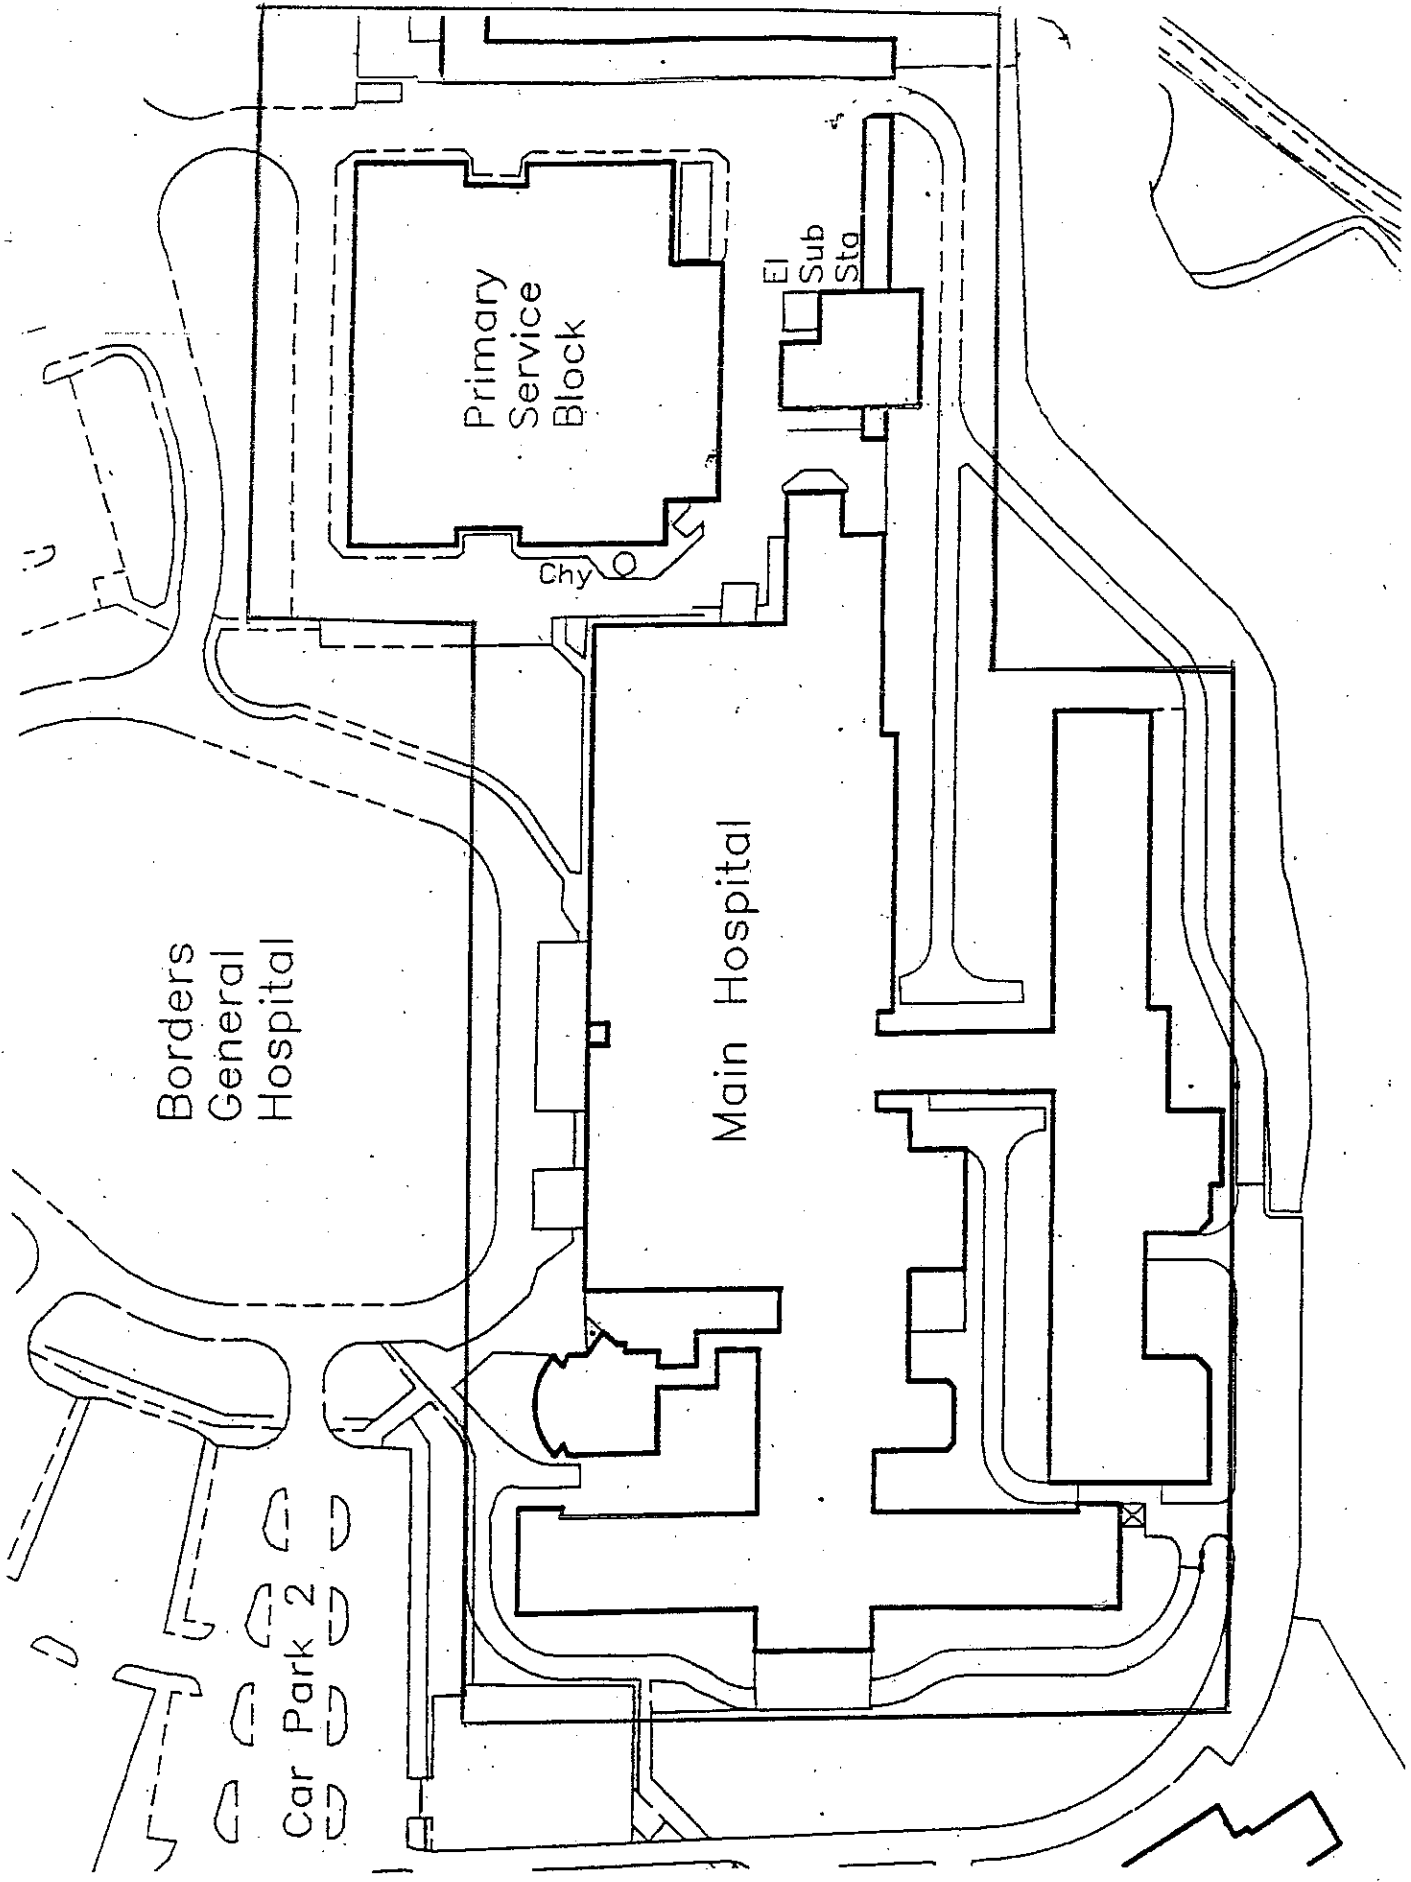 Primary
Service
Block
El
Sub
Sta
Chy
Borders
General
Hospital
Main Hospital
Car Park 2